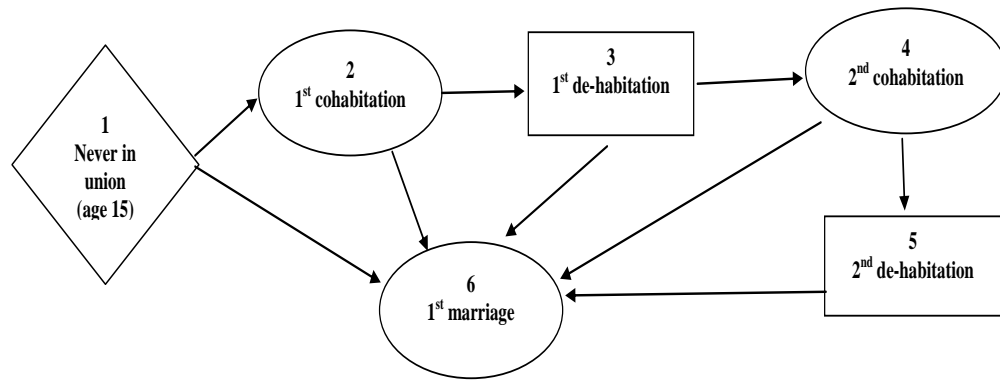 1
Never in
union
(age 15)
2
1st cohabitation
3
1st de-habitation
4
2nd cohabitation
5
2nd de-habitation
6
1st marriage